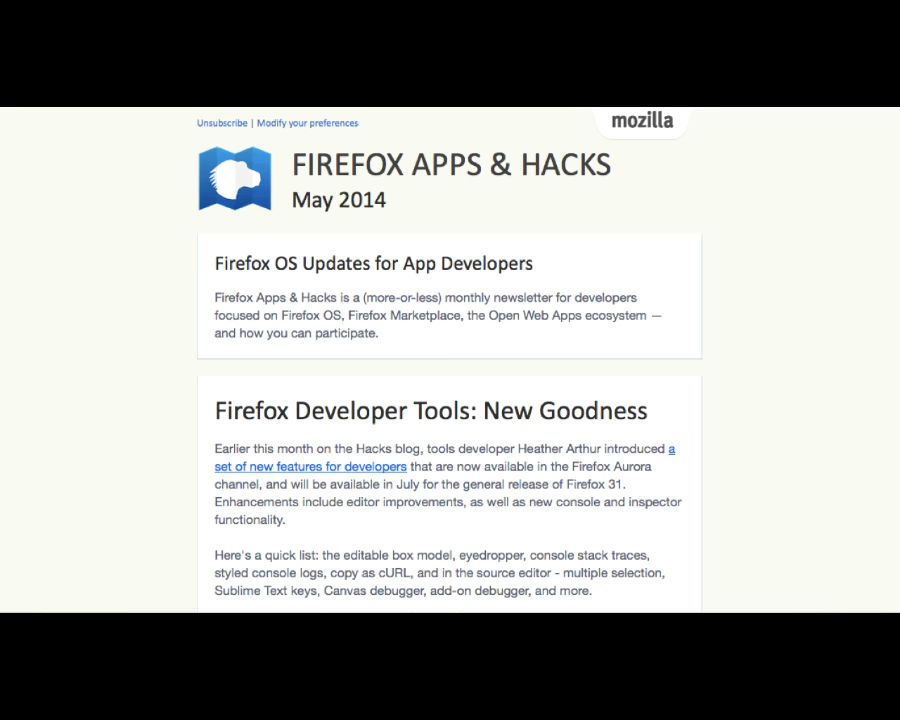 Unsubscribe | Modify your preferences
mozilla
FIREFOX APPS & HACKS
May 2014
Firefox OS Updates for App Developers
Firefox Apps & Hacks is a (more-or-less) monthly newsletter for developers
focused on Firefox OS, Firefox Marketplace, the Open Web Apps ecosystem —
and how you can participate.
Firefox Developer Tools: New Goodness
Earlier this month on the Hacks blog, tools developer Heather Arthur introduced a
set of new features for developers that are now available in the Firefox Aurora
channel, and will be available in July for the general release of Firefox 31.
Enhancements include editor improvements, as well as new console and inspector
functionality.
Here's a quick list: the editable box model, eyedropper, console stack traces,
styled console logs, copy as cURL, and in the source editor - multiple selection,
Sublime Text keys, Canvas debugger, add-on debugger, and more.